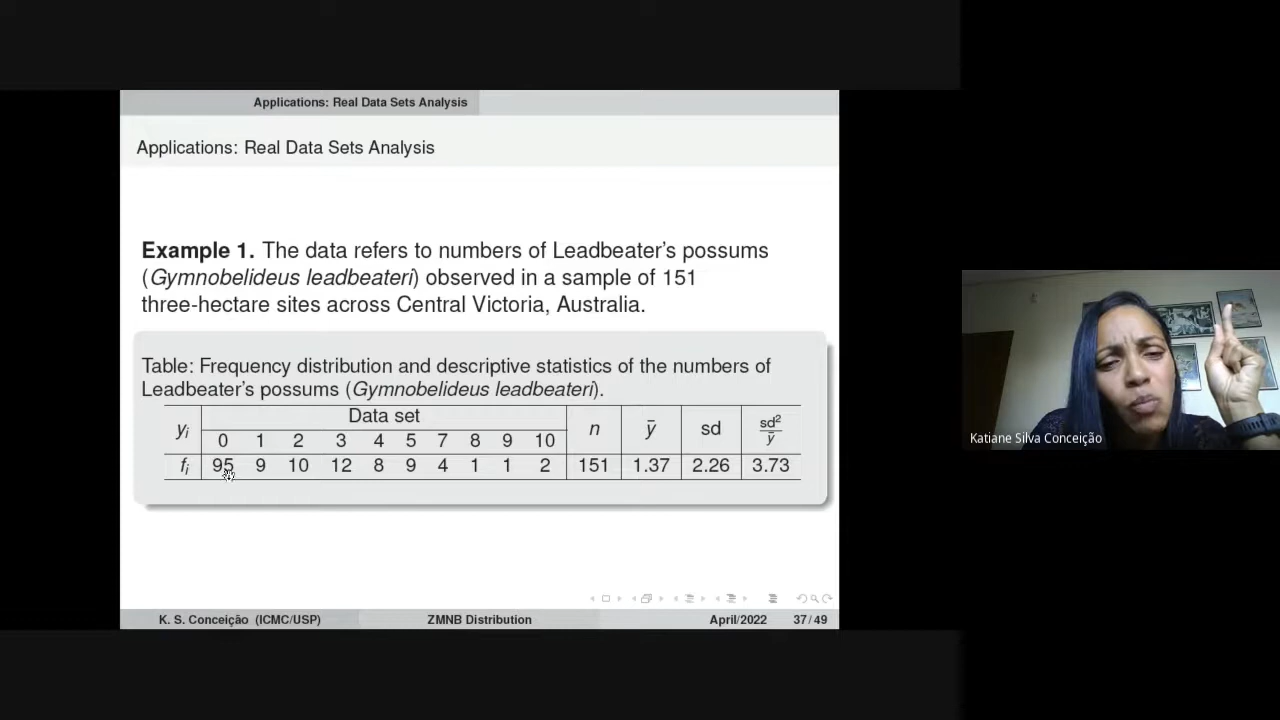 Applications: Real Data Sets Analysis
Applications: Real Data Sets Analysis
Example 1. The data refers to numbers of Leadbeater's possums
(Gymnobelideus leadbeateri) observed in a sample of 151
three-hectare sites across Central Victoria, Australia.
Table: Frequency distribution and descriptive statistics of the numbers of
Leadbeater's possums (Gymnobelideus leadbeateri).
yᵢ Data set n ȳ sd sd²/ȳ
0 1 2 3 4 5 7 8 9 10
fᵢ 95 9 10 12 8 9 4 1 1 2 151 1.37 2.26 3.73
Katiane Silva Conceição
K. S. Conceição (ICMC/USP) ZMNB Distribution April/2022 37/49